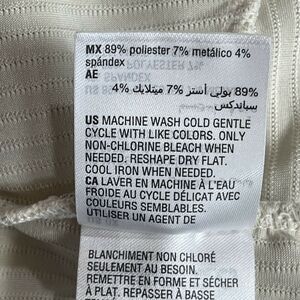 MX 89% poliester 7% metálico 4%
spándex
AE
89% بولي أستر 7% ميتلايك 4%
سباندكس
US MACHINE WASH COLD GENTLE
CYCLE WITH LIKE COLORS. ONLY
NON-CHLORINE BLEACH WHEN
NEEDED. RESHAPE DRY FLAT.
COOL IRON WHEN NEEDED.
CA LAVER EN MACHINE À L'EAU
FROIDE AU CYCLE DÉLICAT AVEC
COULEURS SEMBLABLES.
UTILISER UN AGENT DE
BLANCHIMENT NON CHLORÉ
SEULEMENT AU BESOIN.
REMETTRE EN FORME ET SÉCHER
À PLAT. REPASSER À BASSE